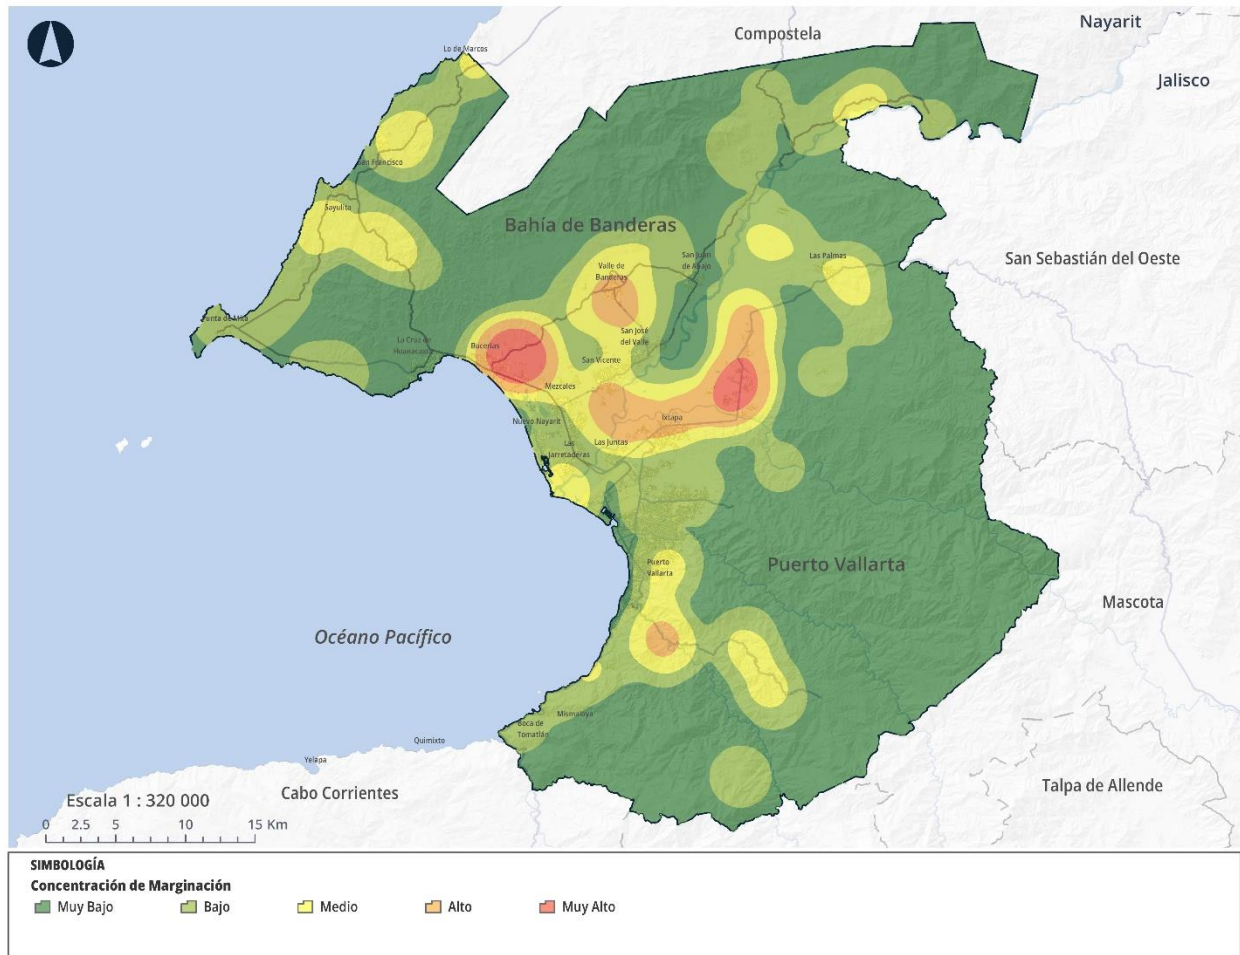 Nayarit
Compostela
Lo de Marcos
Jalisco
San Francisco
Sayulita
Bahía de Banderas
San Juan
de Abajo
Las Palmas
San Sebastián del Oeste
Valle de
Banderas
Punta de Mita
San José
del Valle
La Cruz de
Huanacaxtle
Bucerías
San Vicente
Mezcales
Nuevo Nayarit
Ixtapa
Las Juntas
Las
Jarretaderas
Puerto
Vallarta
Puerto Vallarta
Mascota
Océano Pacífico
Mismaloya
Boca de
Tomatlán
Quimixto
Yelapa
Cabo Corrientes
Talpa de Allende
Escala 1 : 320 000
0 2.5 5 10 15 Km
SIMBOLOGÍA
Concentración de Marginación
Muy Bajo Bajo Medio Alto Muy Alto